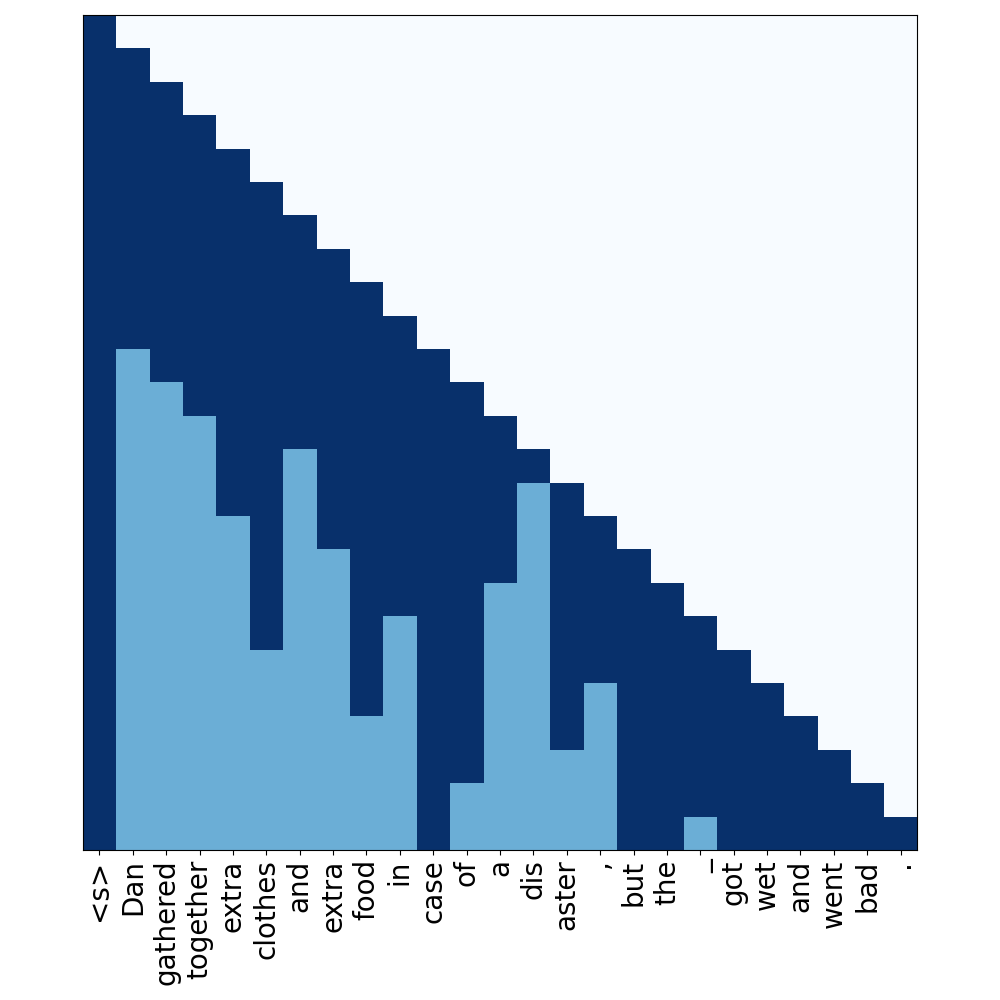 <s> Dan gathered together extra clothes and extra food in case of a dis aster , but the _ got wet and went bad .